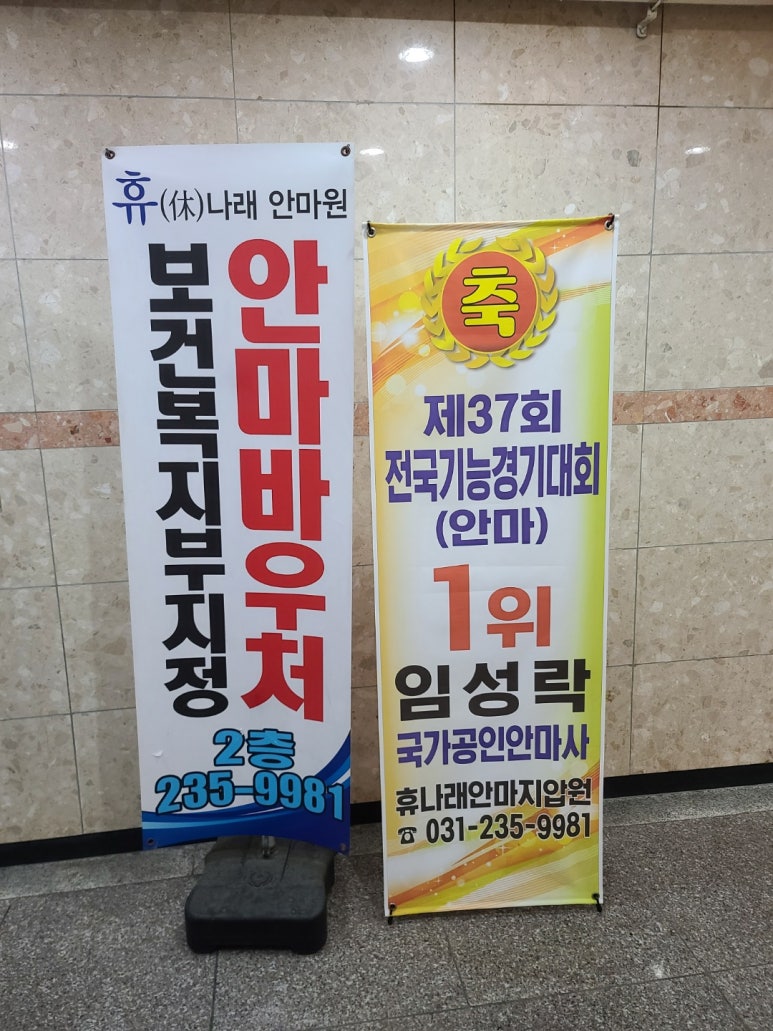 휴(休)나래 안마원
안마바우처
보건복지부지정
2층
235-9981
축
제37회
전국기능경기대회
(안마)
1위
임성락
국가공인안마사
휴나래안마지압원
☎ 031-235-9981